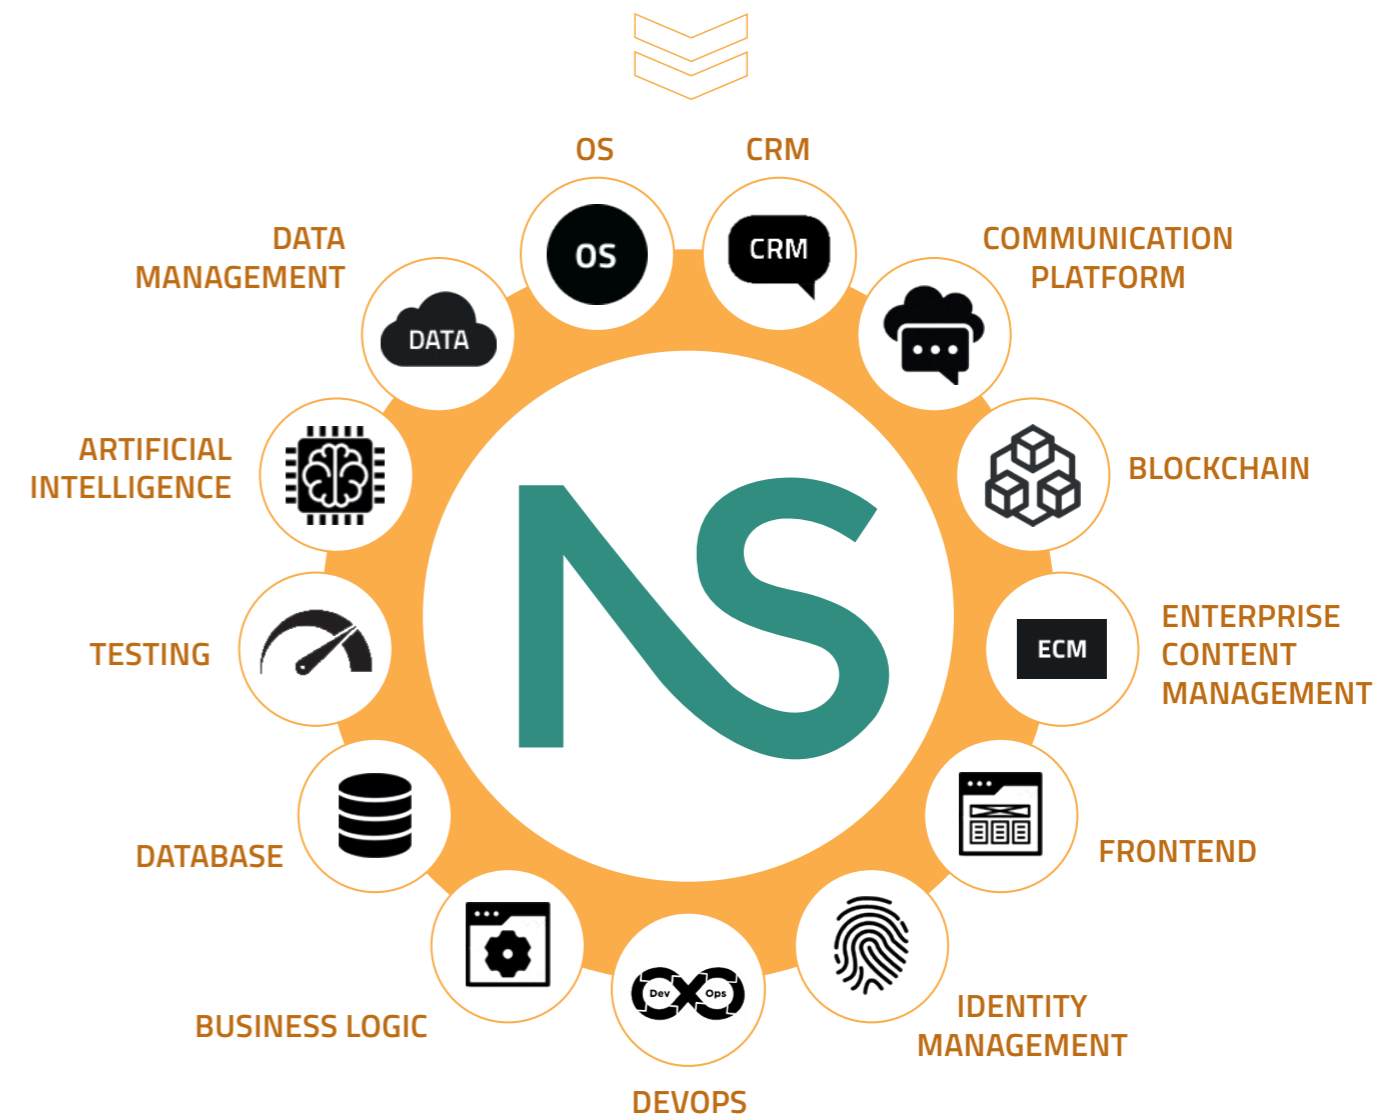 OS
CRM
OS
CRM
DATA
MANAGEMENT
COMMUNICATION
PLATFORM
DATA
ARTIFICIAL
INTELLIGENCE
BLOCKCHAIN
NS
TESTING
ENTERPRISE
CONTENT
MANAGEMENT
ECM
DATABASE
FRONTEND
BUSINESS LOGIC
Dev Ops
IDENTITY
MANAGEMENT
DEVOPS